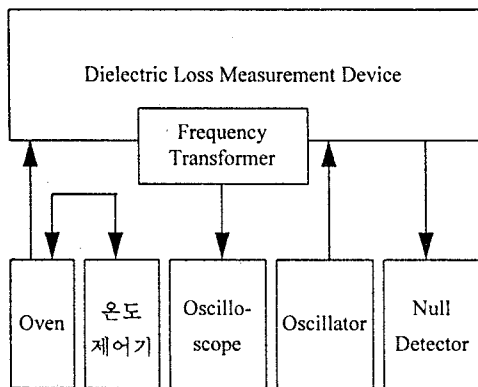 Dielectric Loss Measurement Device
Frequency
Transformer
Oven
온도
제어기
Oscillo-
scope
Oscillator
Null
Detector